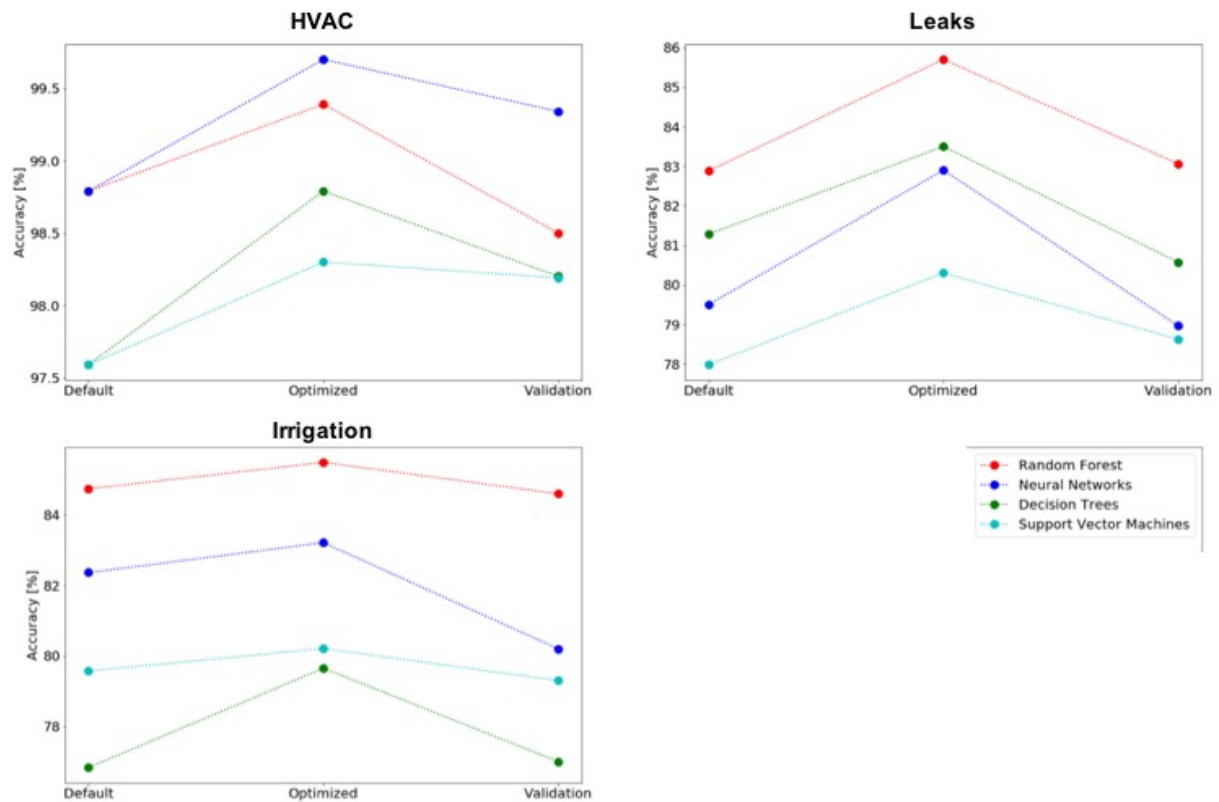 HVAC
Accuracy [%]
99.5
99.0
98.5
98.0
97.5
Default Optimized Validation
Leaks
Accuracy [%]
86
85
84
83
82
81
80
79
78
Default Optimized Validation
Irrigation
Accuracy [%]
84
82
80
78
Default Optimized Validation
Random Forest
Neural Networks
Decision Trees
Support Vector Machines